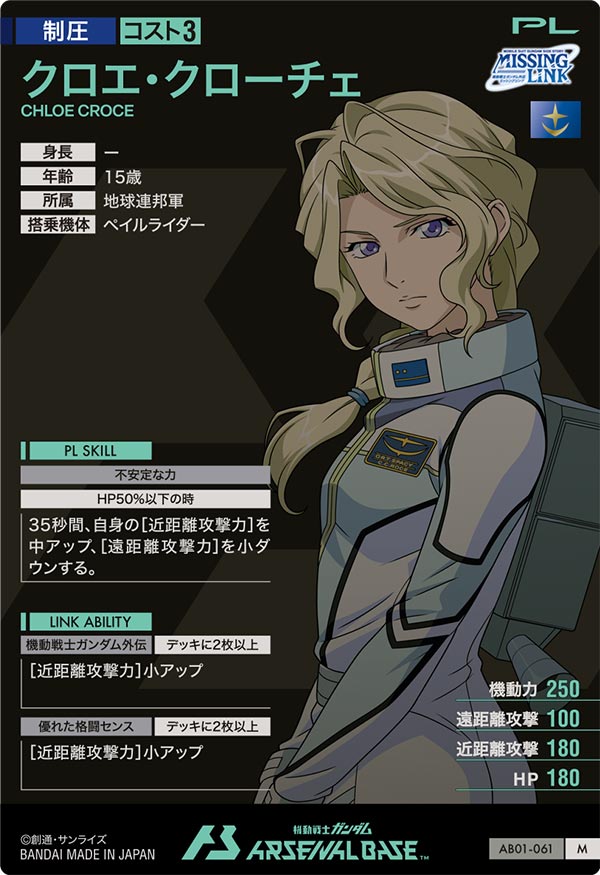 制圧 コスト3
PL
クロエ・クローチェ
CHLOE CROCE
MOBILE SUIT GUNDAM SIDE STORY
MISSING LINK
身長 ー
年齢 15歳
所属 地球連邦軍
搭乗機体 ペイルライダー
PL SKILL
不安定な力
HP50%以下の時
35秒間、自身の[近距離攻撃力]を
中アップ、[遠距離攻撃力]を小ダ
ウンする。
LINK ABILITY
機動戦士ガンダム外伝 デッキに2枚以上
[近距離攻撃力]小アップ
優れた格闘センス デッキに2枚以上
[近距離攻撃力]小アップ
機動力 250
遠距離攻撃 100
近距離攻撃 180
HP 180
©創通・サンライズ
BANDAI MADE IN JAPAN
機動戦士ガンダム
ARSENAL BASE™
AB01-061 M